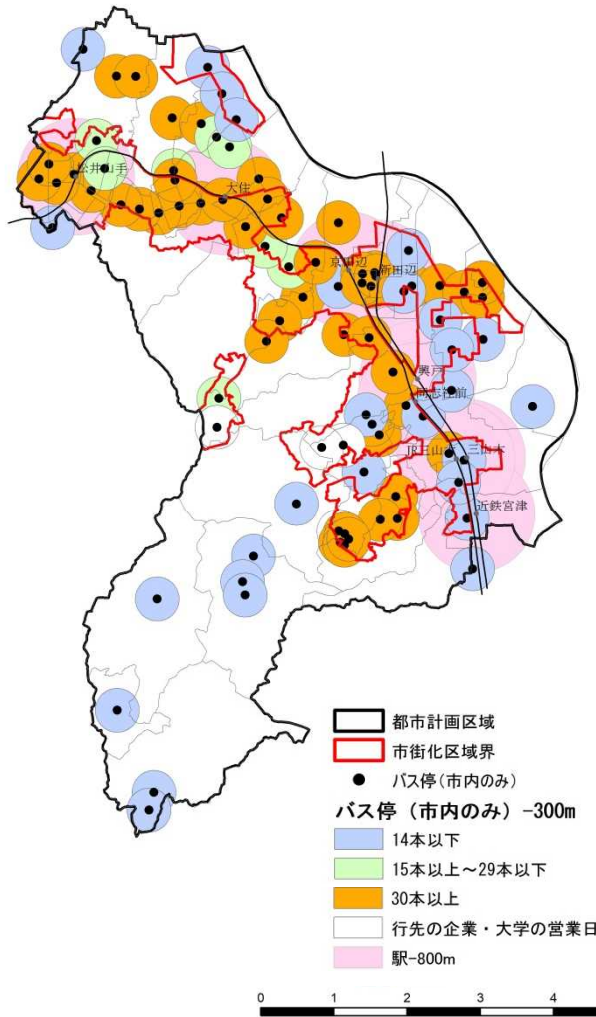 松井山手
大住
京田辺
新田辺
興戸
同志社前
JR三山木
三山木
近鉄宮津
都市計画区域
市街化区域界
バス停(市内のみ)
バス停（市内のみ）-300m
14本以下
15本以上～29本以下
30本以上
行先の企業・大学の営業日
駅-800m
0 1 2 3 4